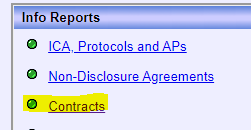 Info Reports
ICA, Protocols and APs
Non-Disclosure Agreements
Contracts